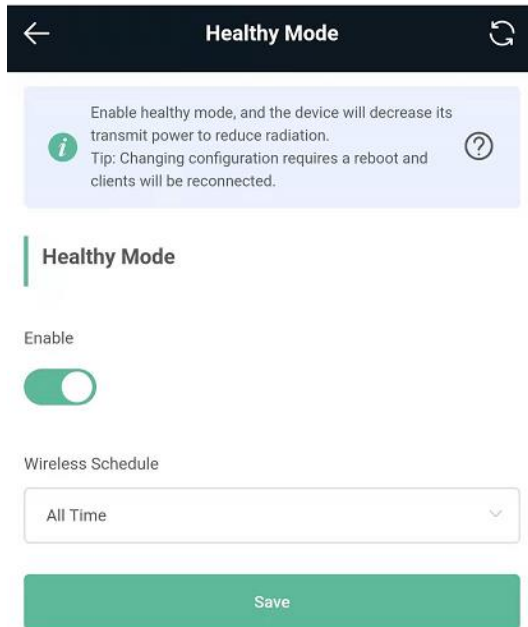 Healthy Mode
Enable healthy mode, and the device will decrease its
transmit power to reduce radiation.
Tip: Changing configuration requires a reboot and
clients will be reconnected.
Healthy Mode
Enable
Wireless Schedule
All Time
Save